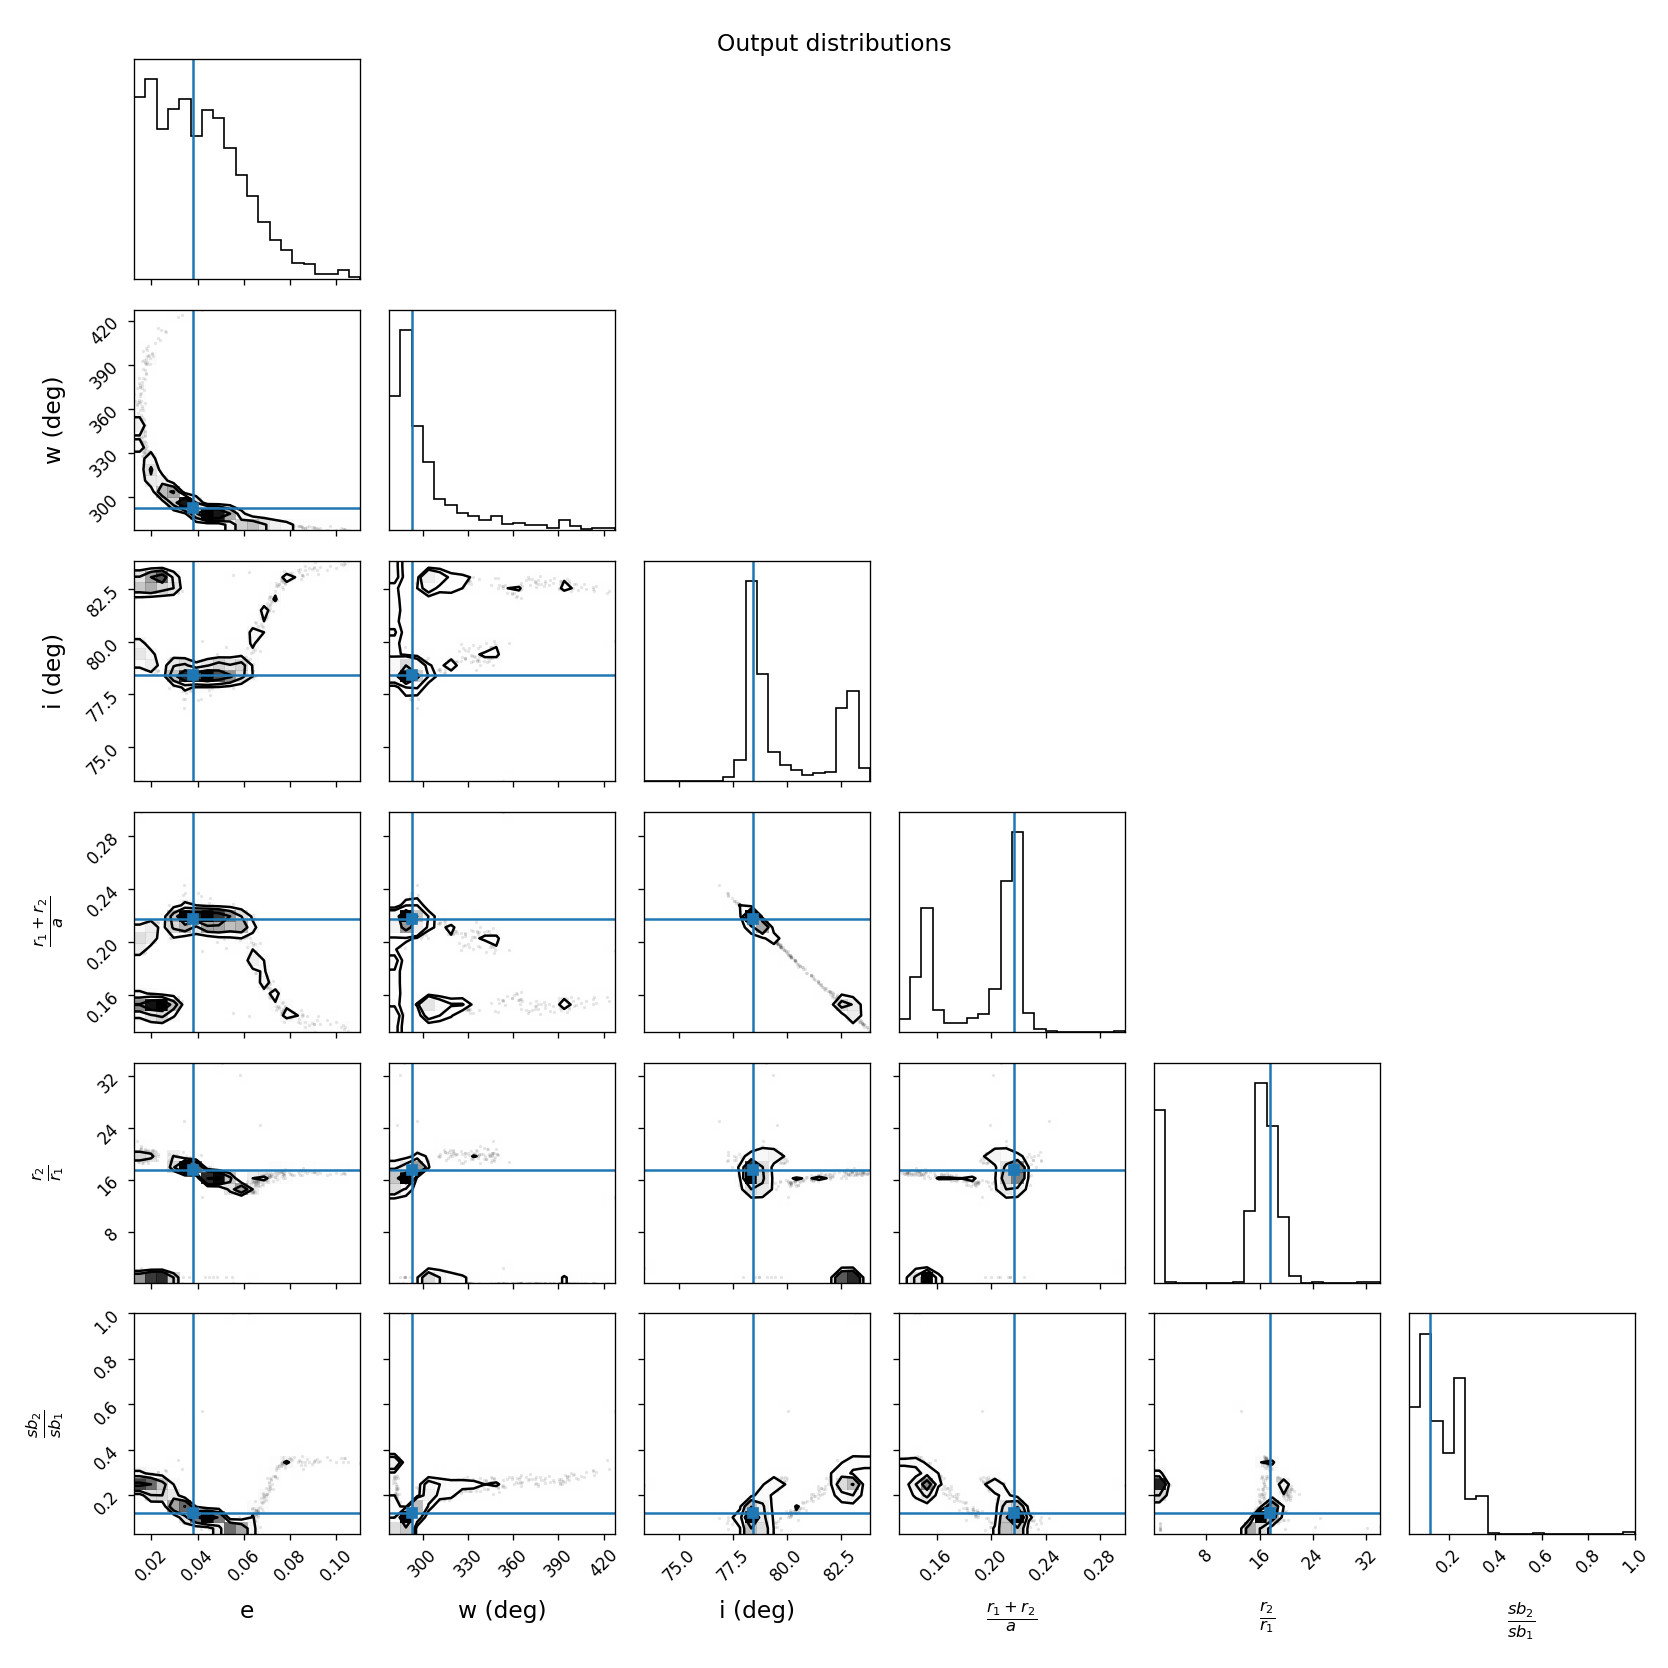 Output distributions
420
390
360
330
300
w (deg)
82.5
80.0
77.5
75.0
i (deg)
0.28
0.24
0.20
0.16
r₁ + r₂
a
32
24
16
8
r₂
r₁
1.0
0.8
0.6
0.4
0.2
sb₂
sb₁
0.02 0.04 0.06 0.08 0.10 300 330 360 390 420 75.0 77.5 80.0 82.5 0.16 0.20 0.24 0.28 8 16 24 32 0.2 0.4 0.6 0.8 1.0
e w (deg) i (deg)
r₁ + r₂
a
r₂
r₁
sb₂
sb₁